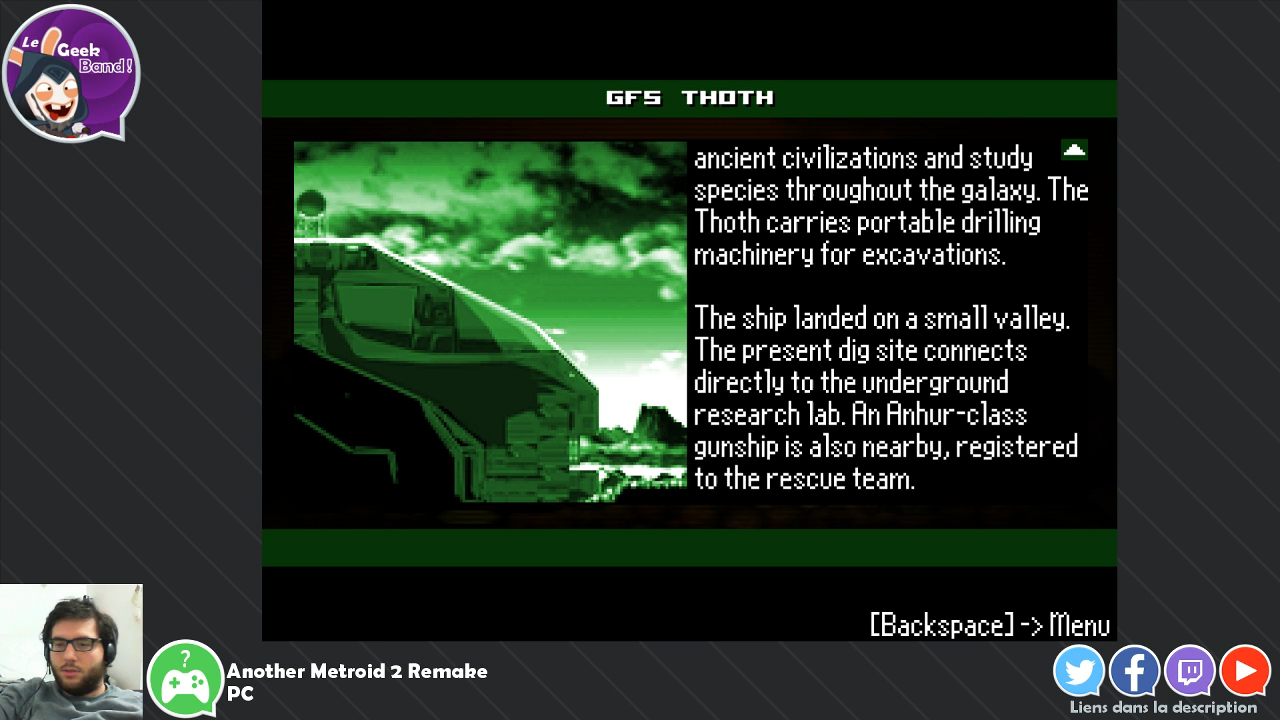 Le
Geek
Band!
GFS THOTH
ancient civilizations and study
species throughout the galaxy. The
Thoth carries portable drilling
machinery for excavations.
The ship landed on a small valley.
The present dig site connects
directly to the underground
research lab. An Anhur-class
gunship is also nearby, registered
to the rescue team.
[Backspace] -> Menu
?
Another Metroid 2 Remake
PC
Liens dans la description